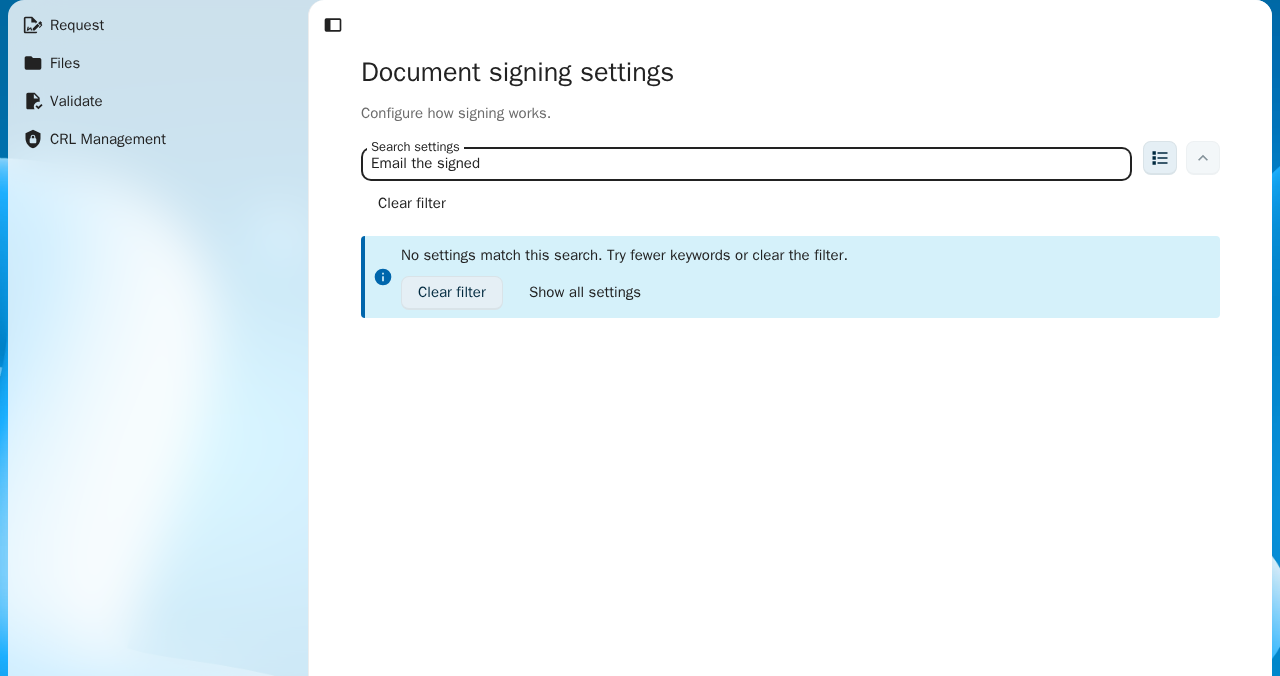 Request
Files
Validate
CRL Management
Document signing settings
Configure how signing works.
Search settings
Email the signed
Clear filter
No settings match this search. Try fewer keywords or clear the filter.
Clear filter
Show all settings